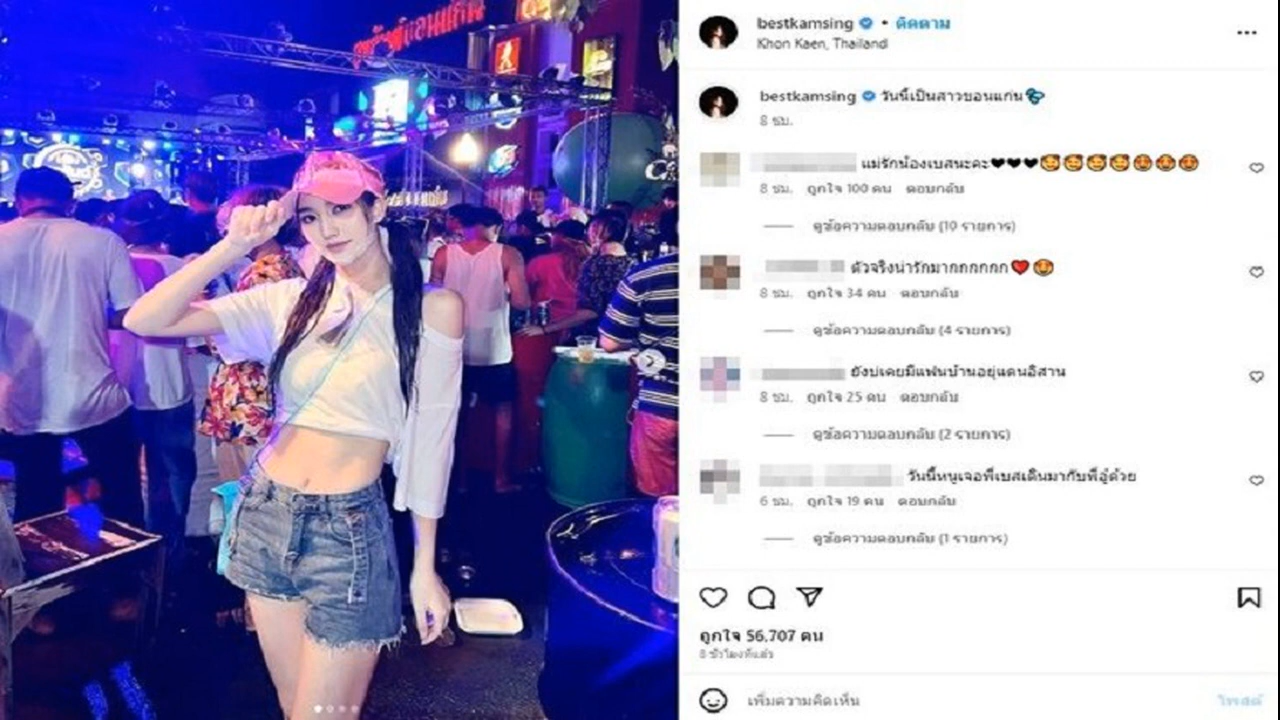 bestkamsing • ติดตาม
Khon Kaen, Thailand
bestkamsing วันนี้เป็นสาวขอนแก่น
8 ชม.
แม่รักน้องเบสนะคะ
8 ชม. ถูกใจ 100 คน ตอบกลับ
ดูข้อความตอบกลับ (10 รายการ)
ตัวจริงน่ารักมากกกกกก
8 ชม. ถูกใจ 34 คน ตอบกลับ
ดูข้อความตอบกลับ (4 รายการ)
ยังบ่เคยมีแฟนบ้านอยู่แดนอิสาน
8 ชม. ถูกใจ 25 คน ตอบกลับ
ดูข้อความตอบกลับ (2 รายการ)
วันนี้หนูเจอพี่เบสเดินมากับพี่อู๋ด้วย
6 ชม. ถูกใจ 19 คน ตอบกลับ
ดูข้อความตอบกลับ (1 รายการ)
ถูกใจ 56,707 คน
8 ชั่วโมงที่แล้ว
เพิ่มความคิดเห็น
โพสต์